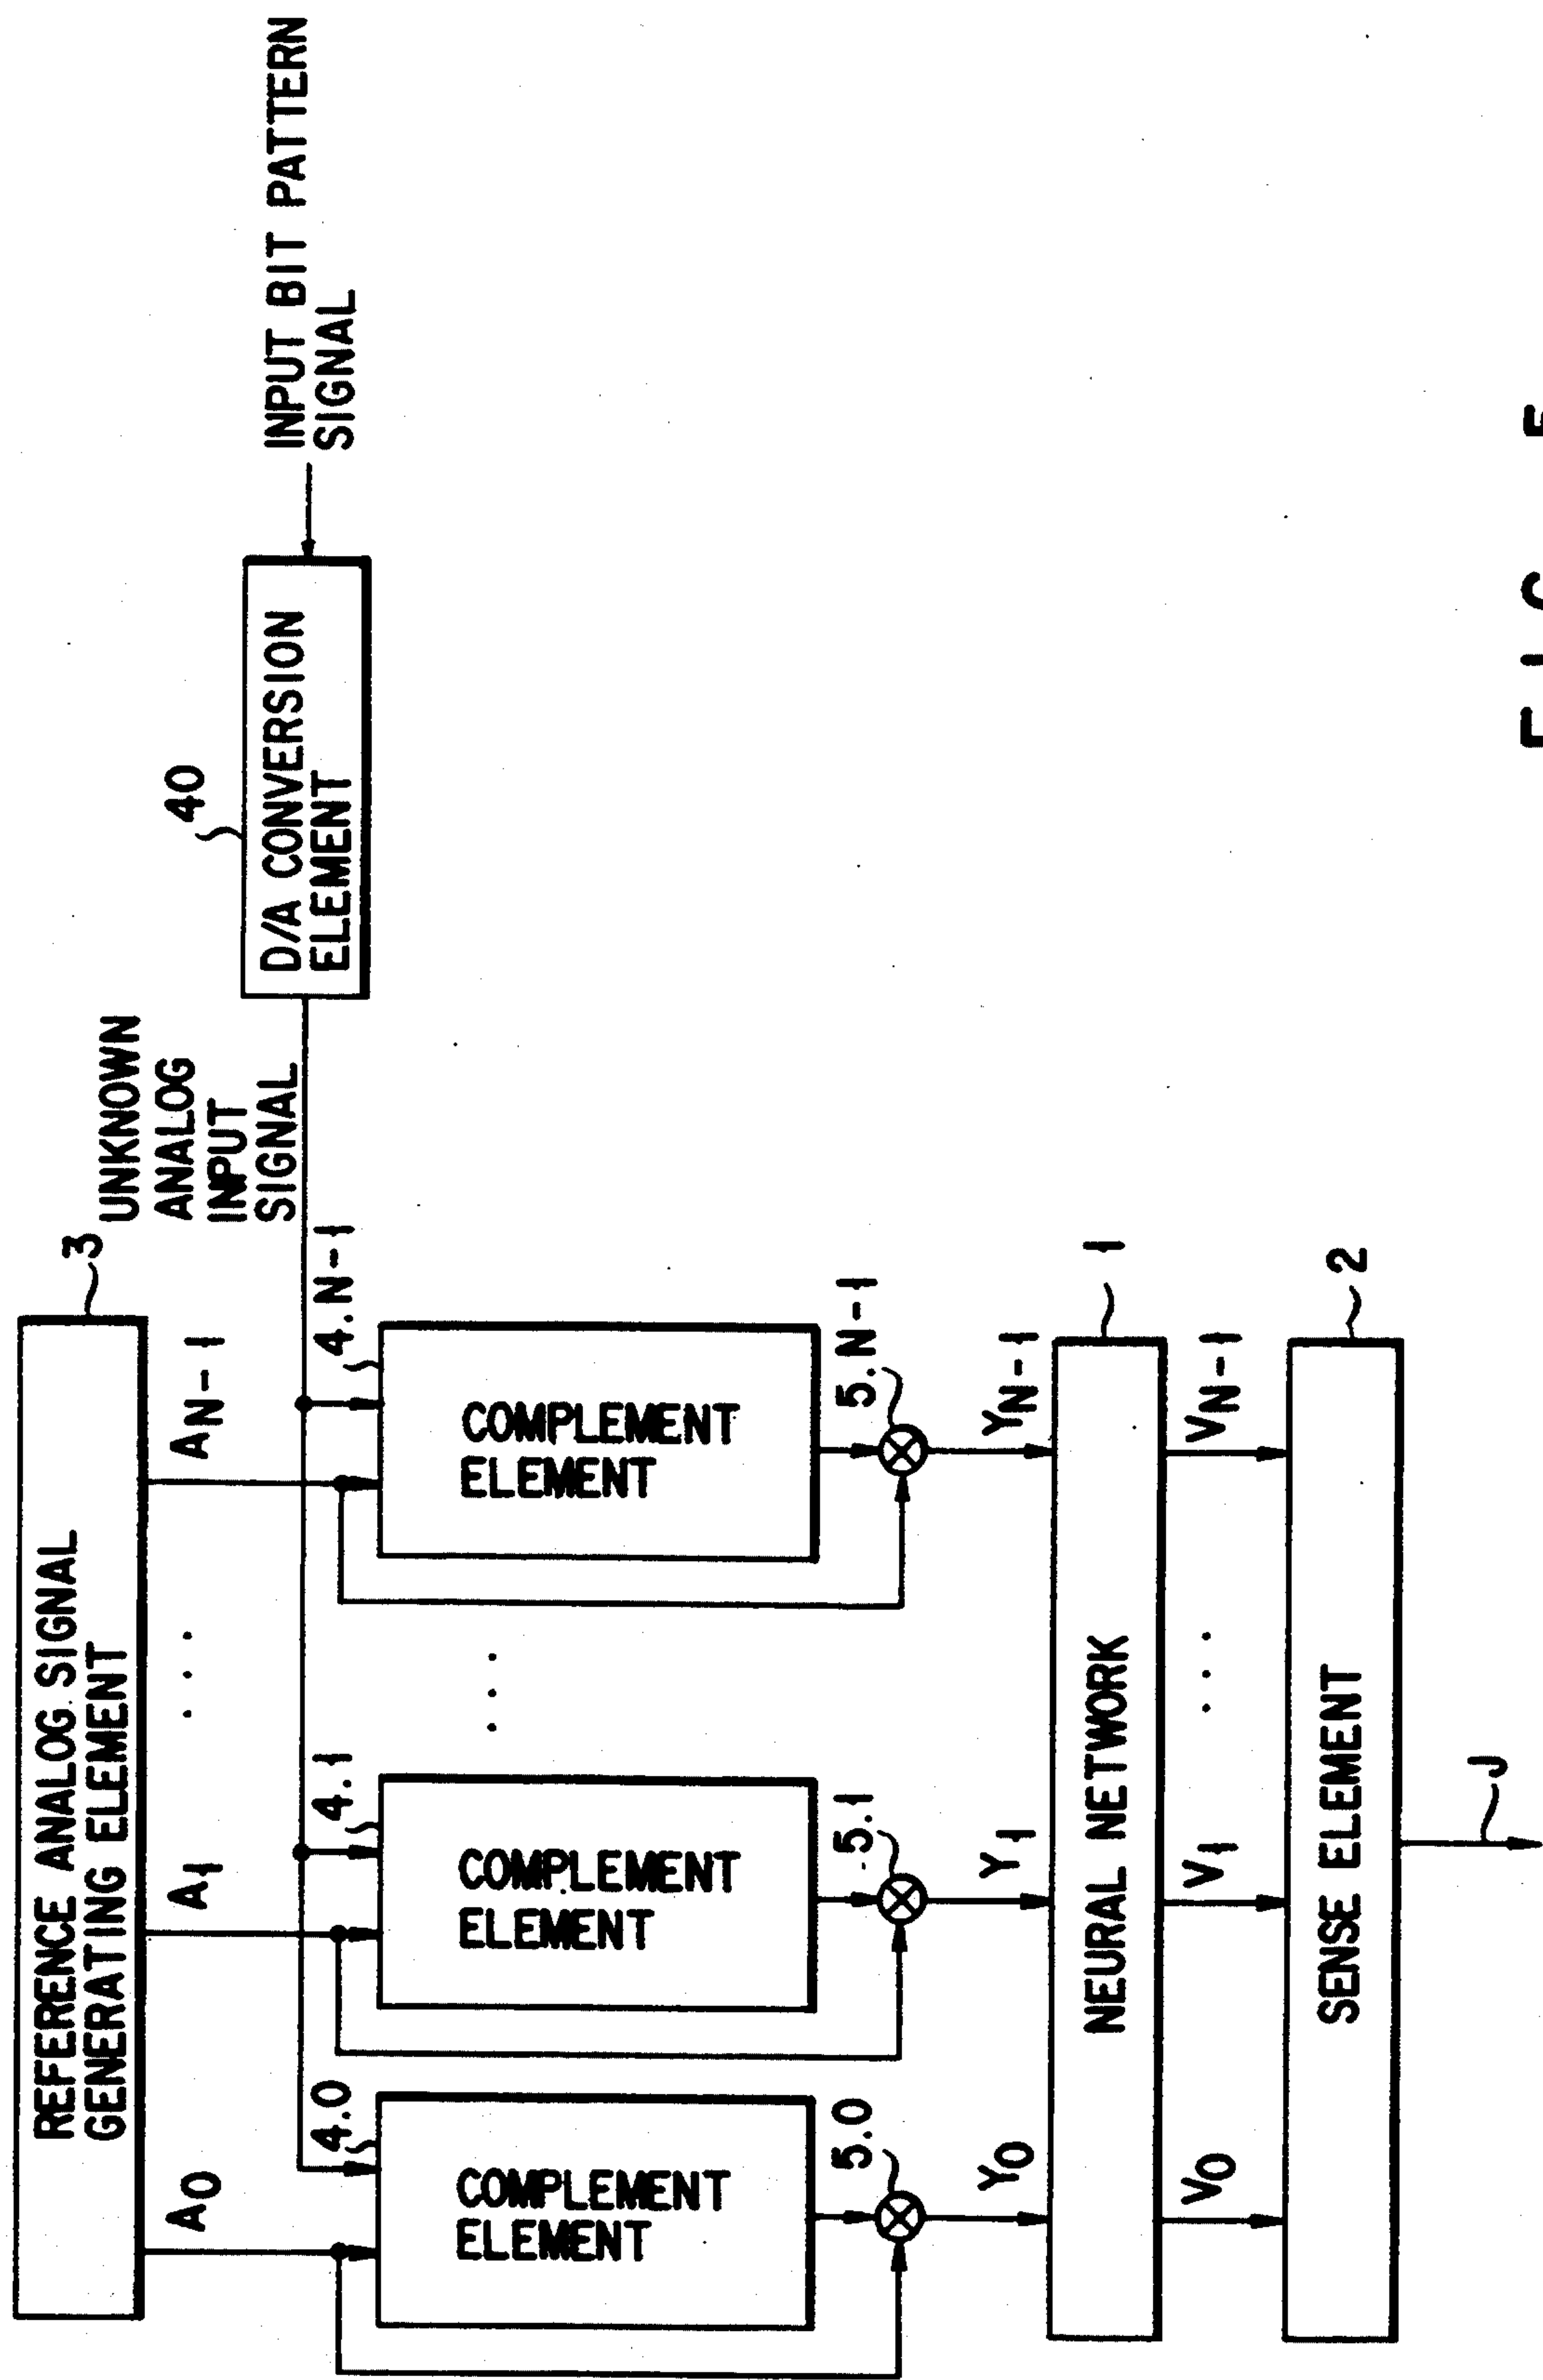 REFERENCE ANALOG SIGNAL
GENERATING ELEMENT
3
A0
A1
...
AN-1
UNKNOWN
ANALOG
INPUT
SIGNAL
40
D/A CONVERSION
ELEMENT
INPUT BIT PATTERN
SIGNAL
4.0
4.1
4.N-1
COMPLEMENT
ELEMENT
COMPLEMENT
ELEMENT
...
COMPLEMENT
ELEMENT
5.0
5.1
5.N-1
Y0
Y1
YN-1
NEURAL NETWORK
1
V0
V1
...
VN-1
SENSE ELEMENT
2
J